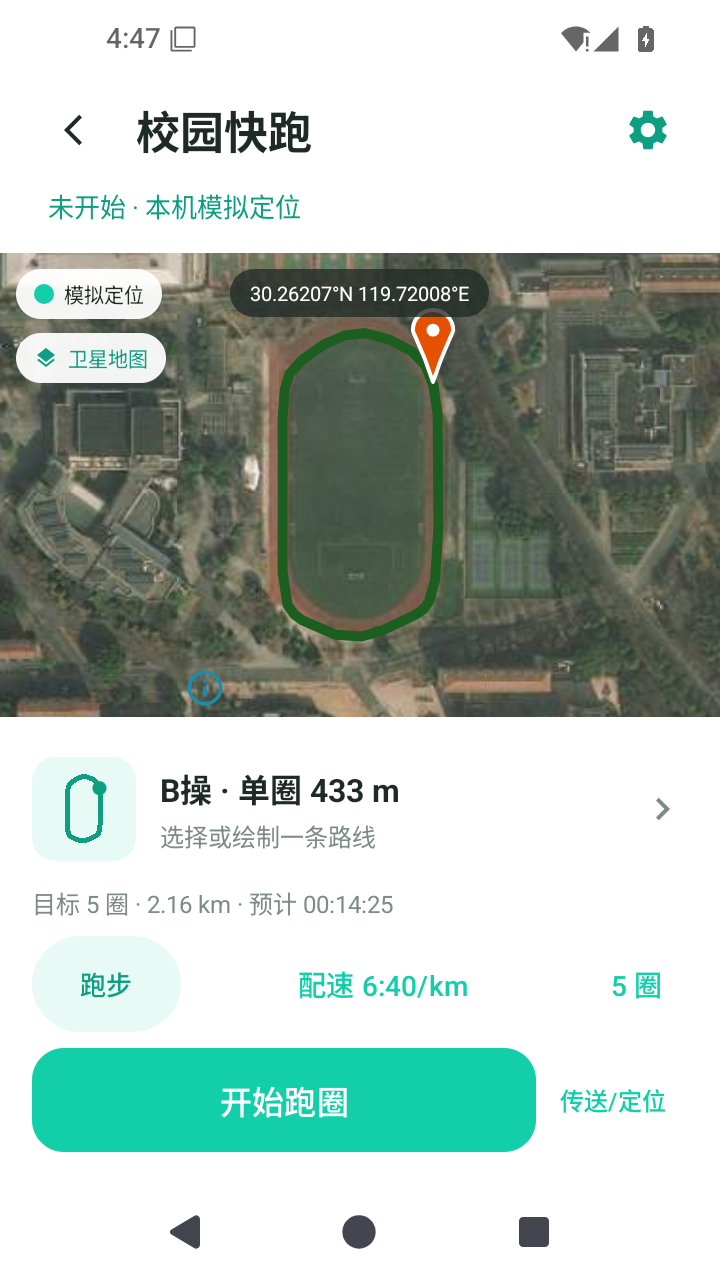 4:47
校园快跑
未开始 · 本机模拟定位
模拟定位
30.26207°N 119.72008°E
卫星地图
B操 · 单圈 433 m
选择或绘制一条路线
目标 5 圈 · 2.16 km · 预计 00:14:25
跑步
配速 6:40/km
5 圈
开始跑圈
传送/定位